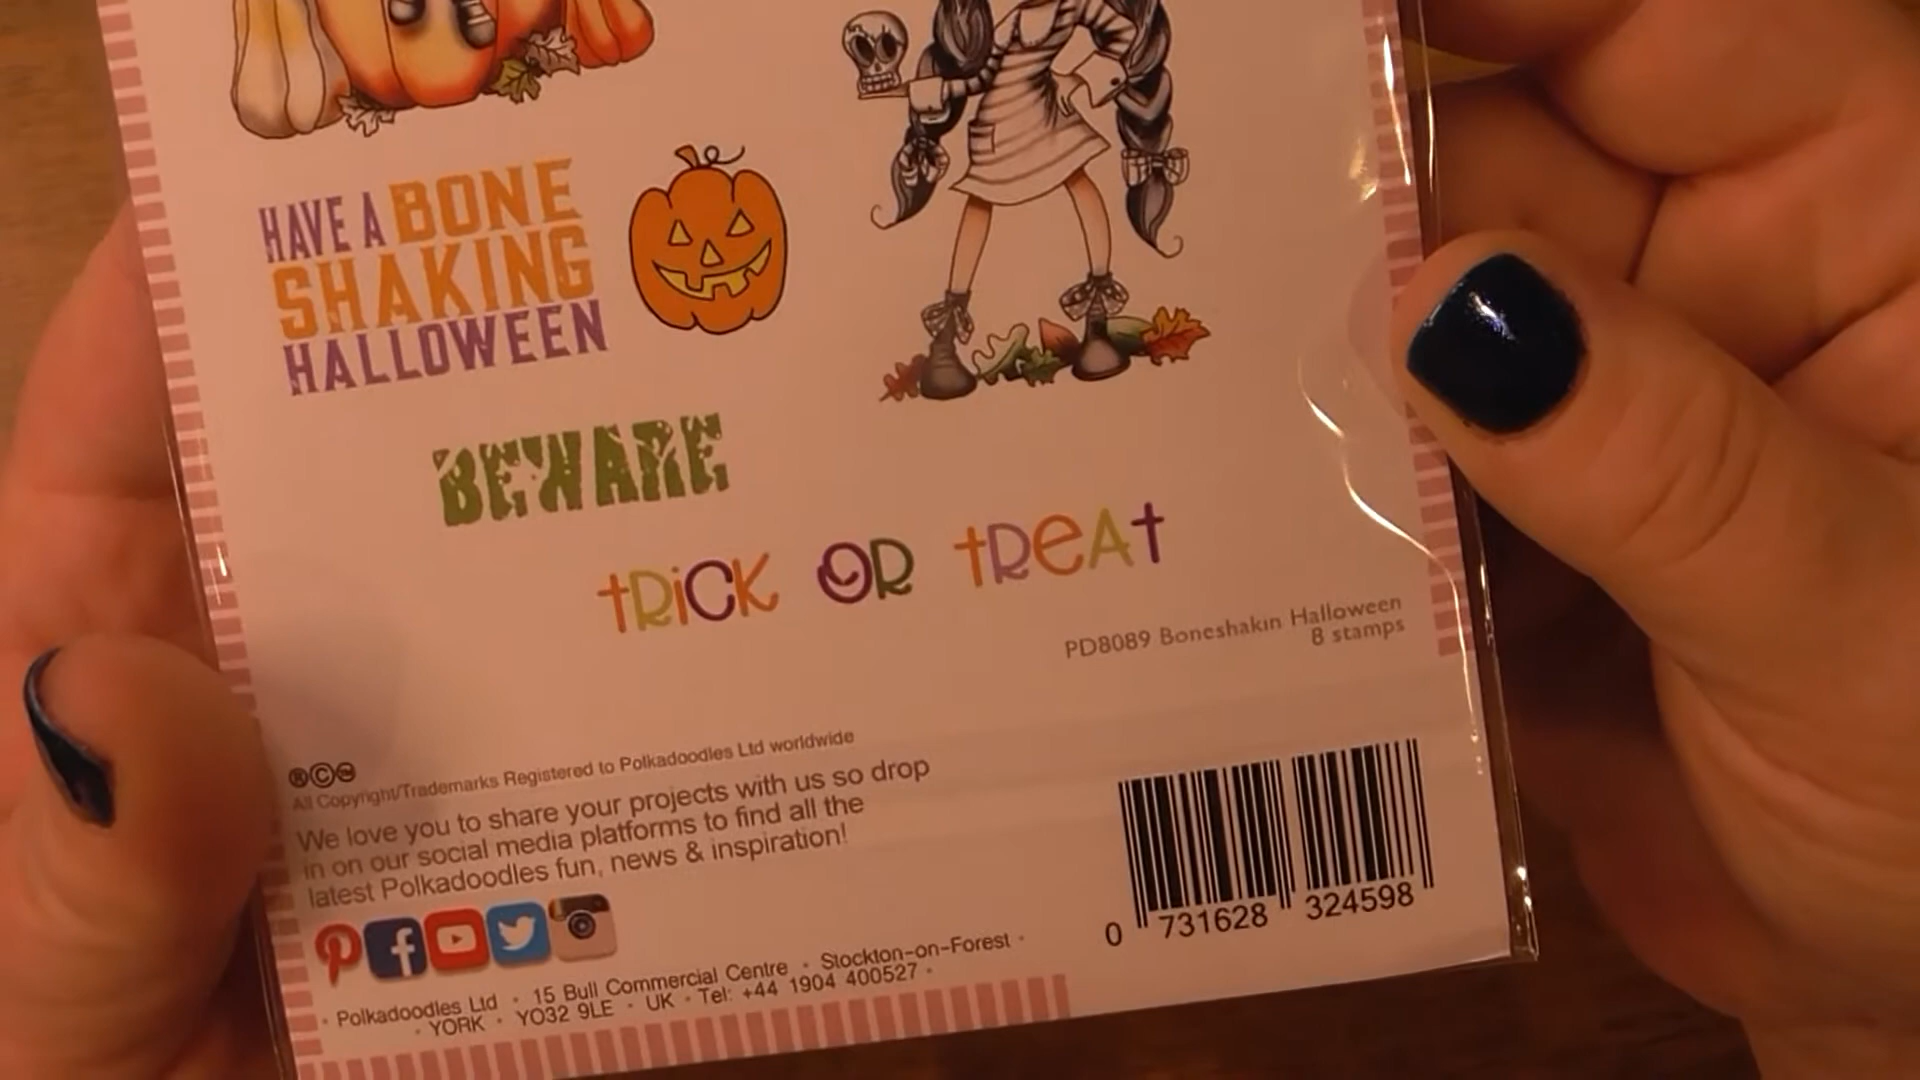 HAVE A BONE
SHAKING
HALLOWEEN
BEWARE
tRiCK OR tReAt
PD8089 Boneshakin Halloween
8 stamps
®©™
All Copyright/Trademarks Registered to Polkadoodles Ltd worldwide
We love you to share your projects with us so drop
in on our social media platforms to find all the
latest Polkadoodles fun, news & inspiration!
· Polkadoodles Ltd · 15 Bull Commercial Centre · Stockton-on-Forest ·
· YORK · YO32 9LE · UK · Tel: +44 1904 400527 ·
0 731628 324598